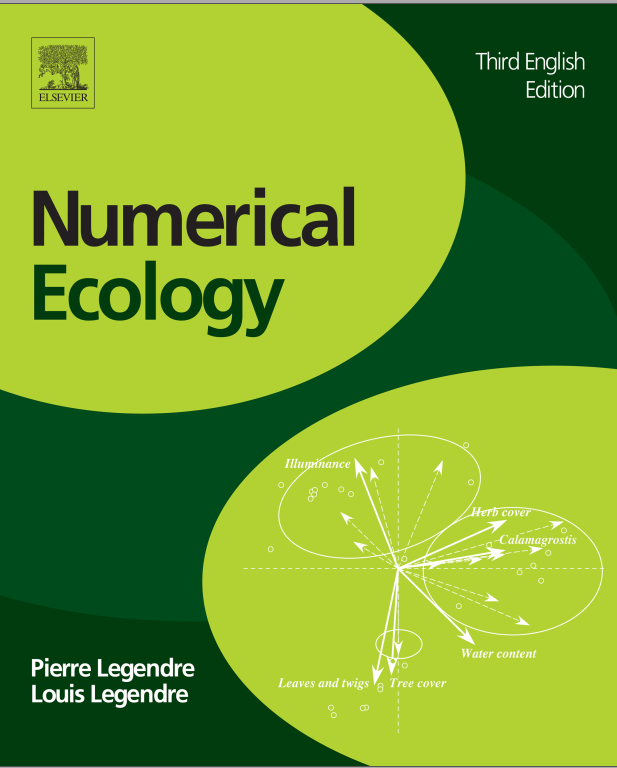 ELSEVIER
Third English
Edition
Numerical
Ecology
Illuminance
Herb cover
Calamagrostis
Water content
Leaves and twigs
Tree cover
Pierre Legendre
Louis Legendre